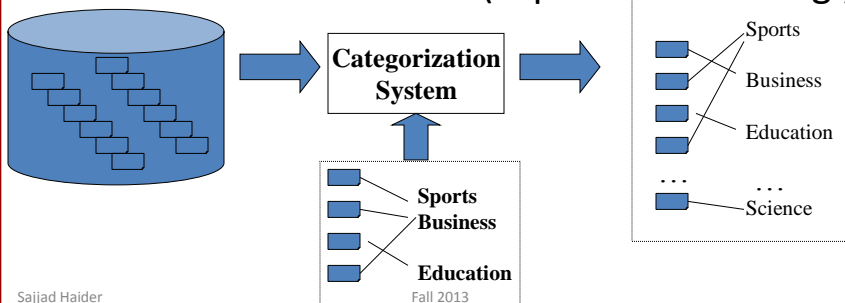 Sports
Categorization
System
Business
Education
... ...
Science
Sports
Business
Education
Sajjad Haider
Fall 2013